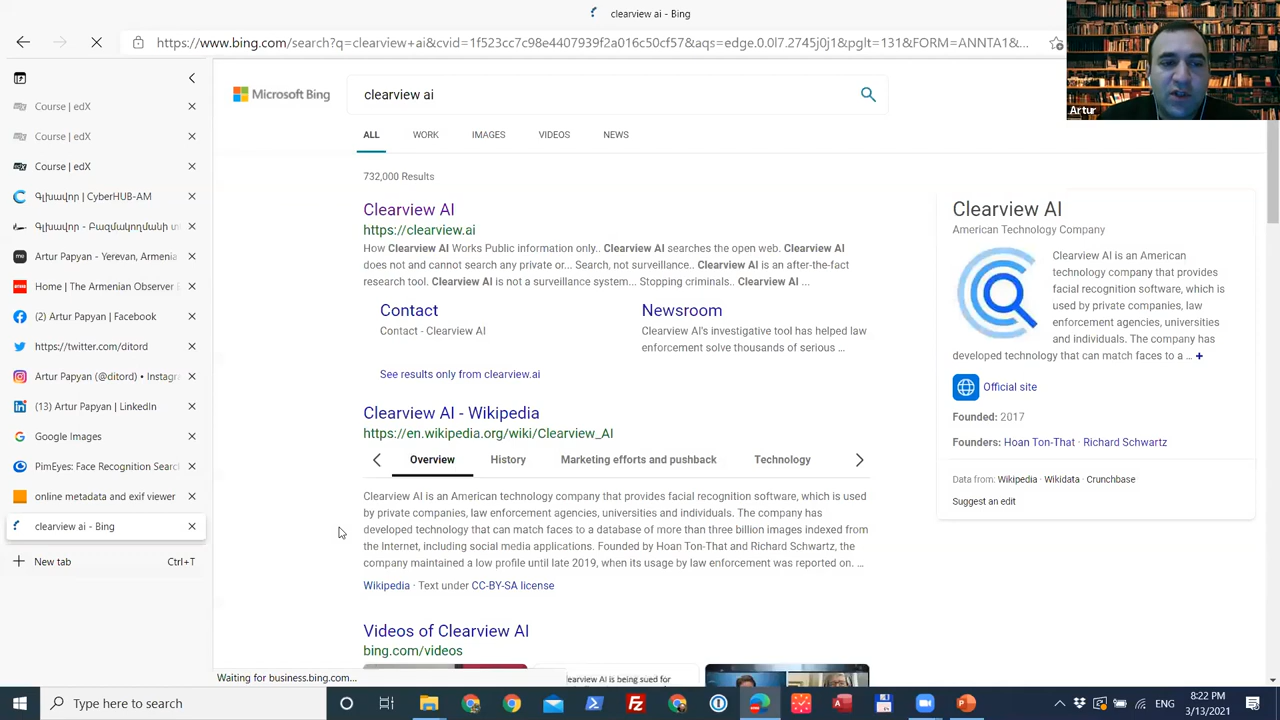 clearview ai - Bing
https://www.bing.com/search?q=clearview+ai&cvid=1f523cc7c98e4417939f2a016c50cf57&aqs=edge.0.0l7.2745j0j1&pglt=131&FORM=ANNTA1&...
Artur
Course | edX
Course | edX
Course | edX
Գլխավոր | CyberHUB-AM
Artur Papyan - Yerevan, Armenia
Home | The Armenian Observer
(2) Artur Papyan | Facebook
https://twitter.com/ditord
Artur Papyan (@ditord) • Instagr
(13) Artur Papyan | LinkedIn
Google Images
PimEyes: Face Recognition Searc
online metadata and exif viewer
clearview ai - Bing
New tab Ctrl+T
Microsoft Bing
clearview ai
ALL WORK IMAGES VIDEOS NEWS
732,000 Results
Clearview AI
https://clearview.ai
How Clearview AI Works Public information only.. Clearview AI searches the open web. Clearview AI
does not and cannot search any private or... Search, not surveillance.. Clearview AI is an after-the-fact
research tool. Clearview AI is not a surveillance system... Stopping criminals.. Clearview AI ...
Contact
Contact - Clearview AI
Newsroom
Clearview AI's investigative tool has helped law
enforcement solve thousands of serious ...
See results only from clearview.ai
Clearview AI - Wikipedia
https://en.wikipedia.org/wiki/Clearview_AI
Overview History Marketing efforts and pushback Technology
Clearview AI is an American technology company that provides facial recognition software, which is used
by private companies, law enforcement agencies, universities and individuals. The company has
developed technology that can match faces to a database of more than three billion images indexed from
the Internet, including social media applications. Founded by Hoan Ton-That and Richard Schwartz, the
company maintained a low profile until late 2019, when its usage by law enforcement was reported on. ...
Wikipedia · Text under CC-BY-SA license
Videos of Clearview AI
bing.com/videos
Clearview AI is being sued for
Clearview AI
American Technology Company
Clearview AI is an American
technology company that provides
facial recognition software, which is
used by private companies, law
enforcement agencies, universities
and individuals. The company has
developed technology that can match faces to a ... +
Official site
Founded: 2017
Founders: Hoan Ton-That · Richard Schwartz
Data from: Wikipedia · Wikidata · Crunchbase
Suggest an edit
Waiting for business.bing.com...
Type here to search
ENG
8:22 PM
3/13/2021